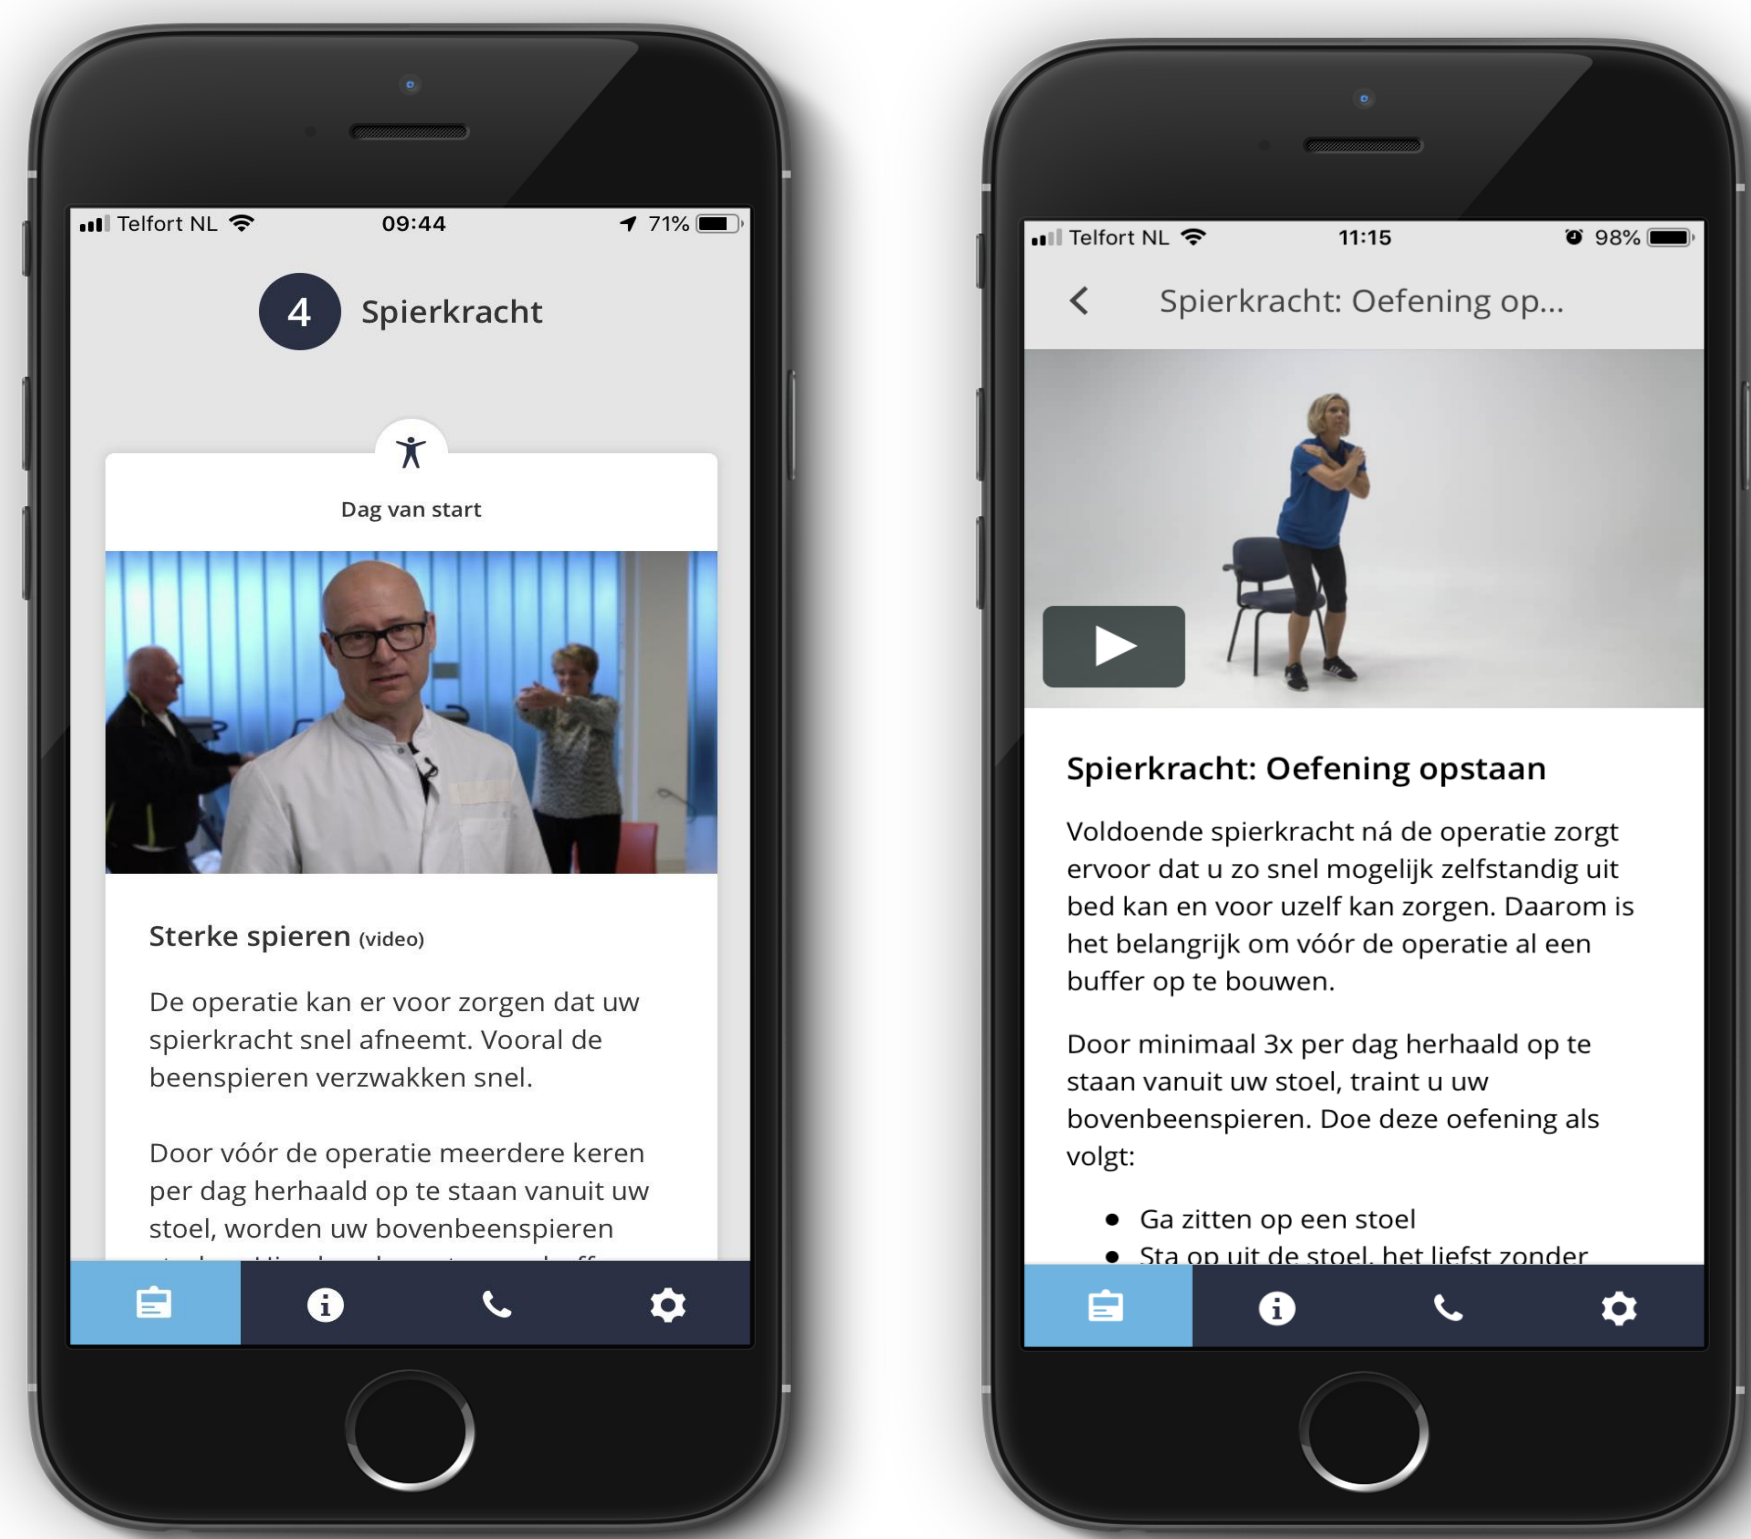 Telfort NL 09:44 71%
4 Spierkracht
Dag van start
Sterke spieren (video)
De operatie kan er voor zorgen dat uw
spierkracht snel afneemt. Vooral de
beenspieren verzwakken snel.
Door vóór de operatie meerdere keren
per dag herhaald op te staan vanuit uw
stoel, worden uw bovenbeenspieren
Telfort NL 11:15 98%
Spierkracht: Oefening op...
Spierkracht: Oefening opstaan
Voldoende spierkracht ná de operatie zorgt
ervoor dat u zo snel mogelijk zelfstandig uit
bed kan en voor uzelf kan zorgen. Daarom is
het belangrijk om vóór de operatie al een
buffer op te bouwen.
Door minimaal 3x per dag herhaald op te
staan vanuit uw stoel, traint u uw
bovenbeenspieren. Doe deze oefening als
volgt:
● Ga zitten op een stoel
● Sta op uit de stoel, het liefst zonder